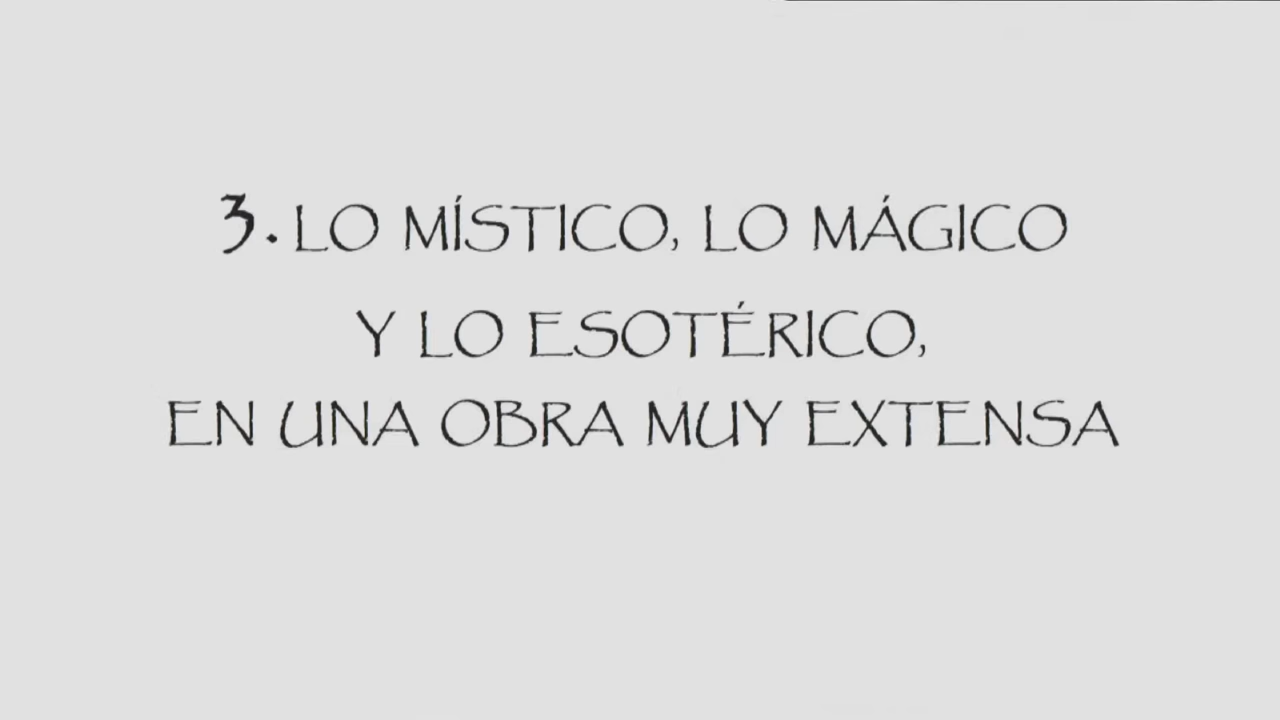 3. LO MÍSTICO, LO MÁGICO
Y LO ESOTÉRICO,
EN UNA OBRA MUY EXTENSA